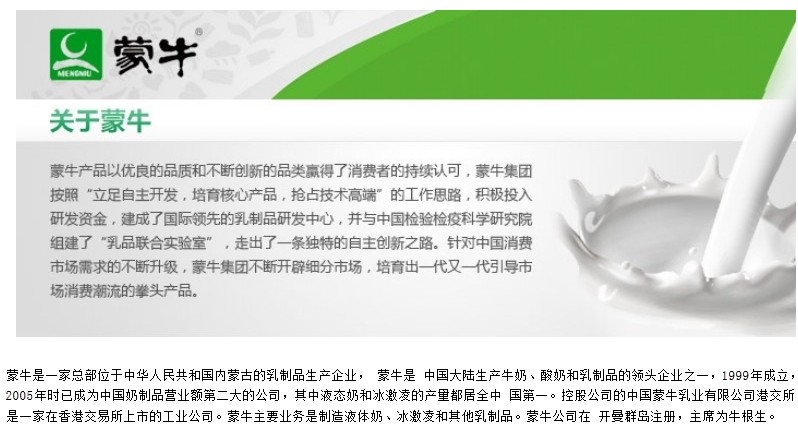 MENGNIU
蒙牛®
关于蒙牛
蒙牛产品以优良的品质和不断创新的品类赢得了消费者的持续认可，蒙牛集团
按照“立足自主开发，培育核心产品，抢占技术高端”的工作思路，积极投入
研发资金，建成了国际领先的乳制品研发中心，并与中国检验检疫科学研究院
组建了“乳品联合实验室”，走出了一条独特的自主创新之路。针对中国消费
市场需求的不断升级，蒙牛集团不断开辟细分市场，培育出一代又一代引导市
场消费潮流的拳头产品。
蒙牛是一家总部位于中华人民共和国内蒙古的乳制品生产企业， 蒙牛是 中国大陆生产牛奶、酸奶和乳制品的领头企业之一，1999年成立，
2005年时已成为中国奶制品营业额第二大的公司，其中液态奶和冰激凌的产量都居全中 国第一。控股公司的中国蒙牛乳业有限公司港交所
是一家在香港交易所上市的工业公司。蒙牛主要业务是制造液体奶、冰激凌和其他乳制品。蒙牛公司在 开曼群岛注册，主席为牛根生。